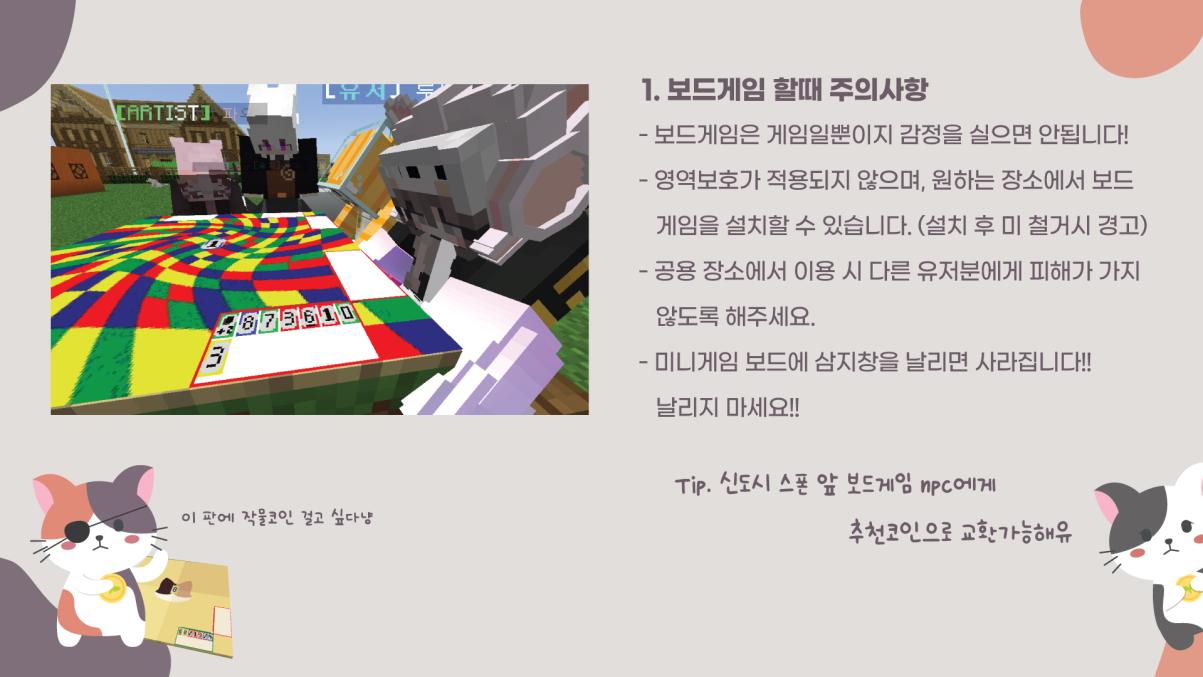 [ARTIST] 파오
[유저] 루
1
8 7 3 6 1 0
3
1. 보드게임 할때 주의사항
- 보드게임은 게임일뿐이지 감정을 실으면 안됩니다!
- 영역보호가 적용되지 않으며, 원하는 장소에서 보드
게임을 설치할 수 있습니다. (설치 후 미 철거시 경고)
- 공용 장소에서 이용 시 다른 유저분에게 피해가 가지
않도록 해주세요.
- 미니게임 보드에 삼지창을 날리면 사라집니다!!
날리지 마세요!!
Tip. 신도시 스폰 앞 보드게임 npc에게
추천코인으로 교환가능해유
이 판에 작물코인 걸고 싶다냥